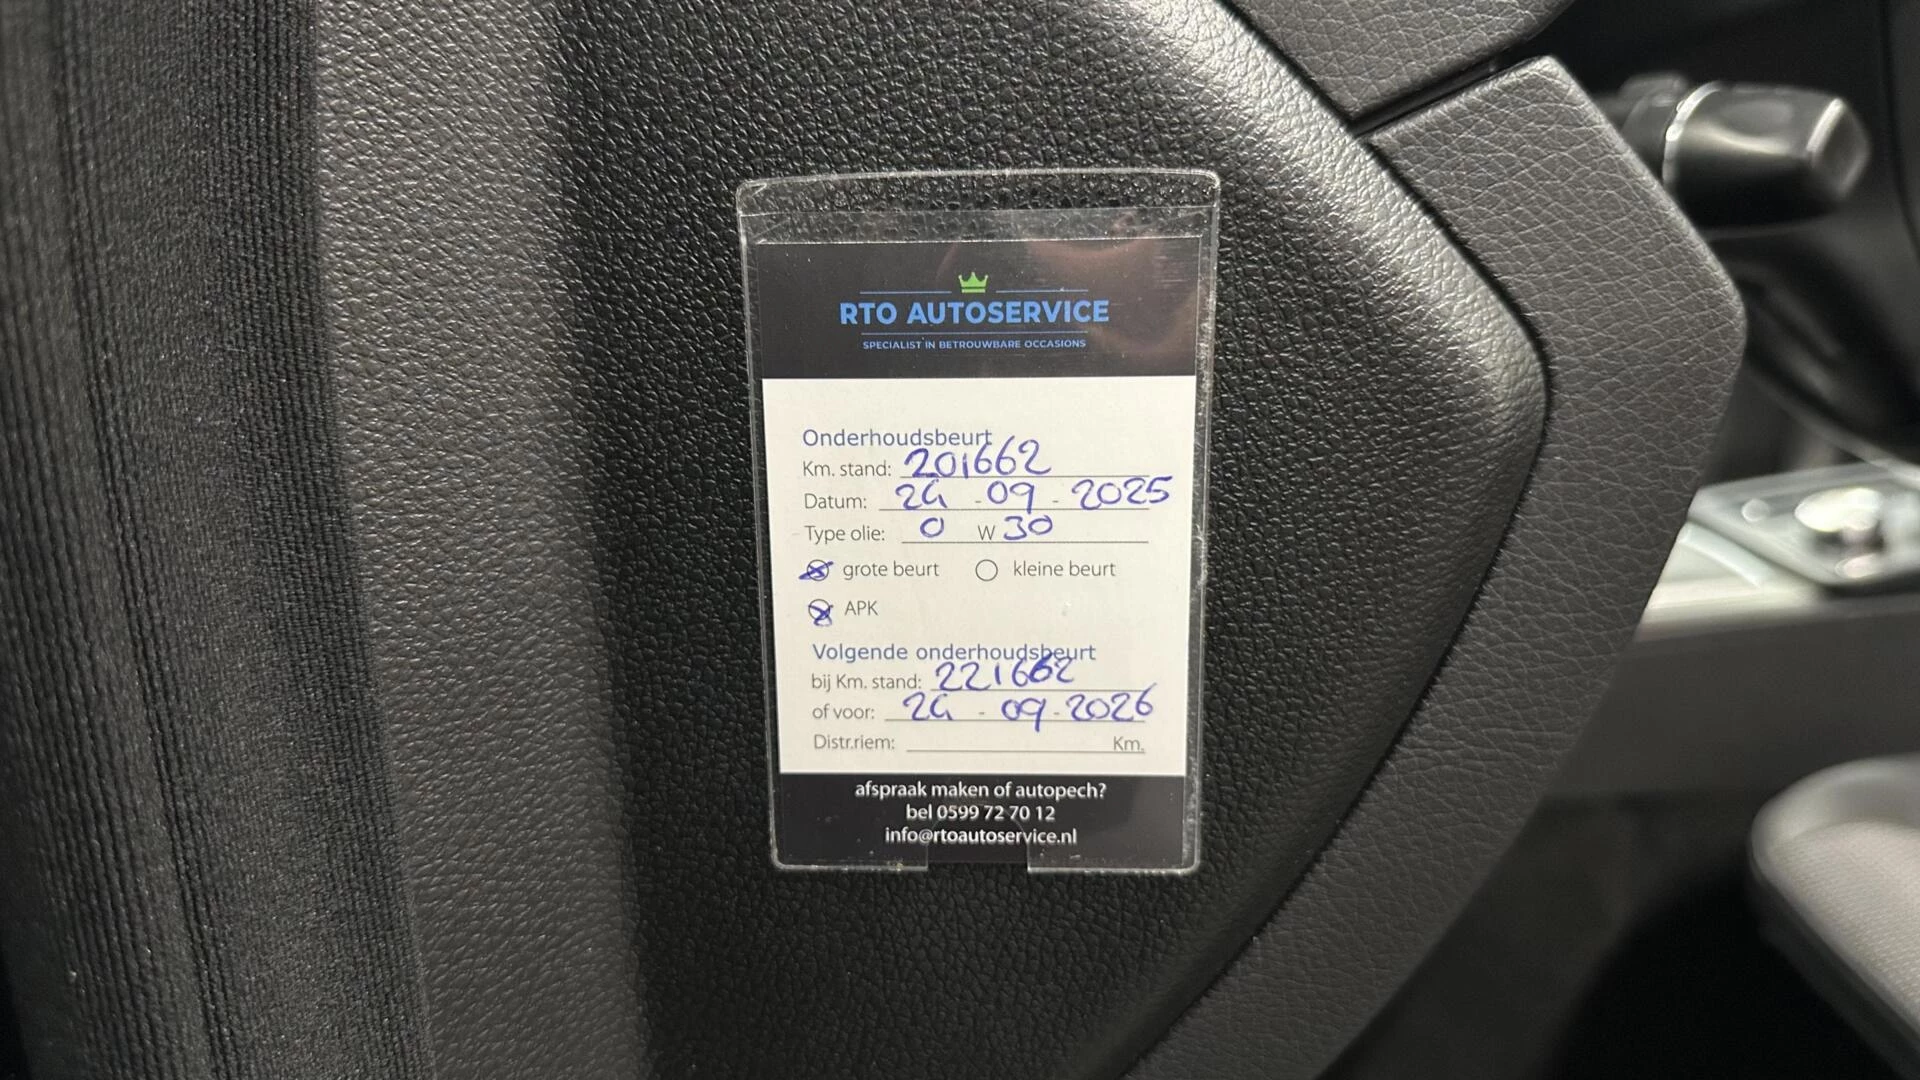 RTO AUTOSERVICE
SPECIALIST IN BETROUWBARE OCCASIONS
Onderhoudsbeurt
Km. stand: 201662
Datum: 24 - 09 - 2025
Type olie: 0 W 30
grote beurt kleine beurt
APK
Volgende onderhoudsbeurt
bij Km. stand: 221662
of voor: 24 - 09 - 2026
Distr.riem: Km.
afspraak maken of autopech?
bel 0599 72 70 12
info@rtoautoservice.nl